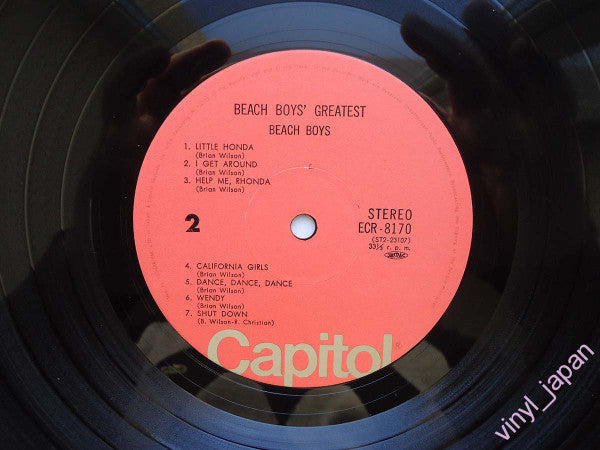 BEACH BOYS' GREATEST
BEACH BOYS
1. LITTLE HONDA
(Brian Wilson)
2. I GET AROUND
(Brian Wilson)
3. HELP ME, RHONDA
(Brian Wilson)
2
STEREO
ECR-8170
(ST2-23107)
33⅓ r. p. m.
4. CALIFORNIA GIRLS
(Brian Wilson)
5. DANCE, DANCE, DANCE
(Brian Wilson)
6. WENDY
(Brian Wilson)
7. SHUT DOWN
(B. Wilson-R. Christian)
Capitol
vinyl_japan